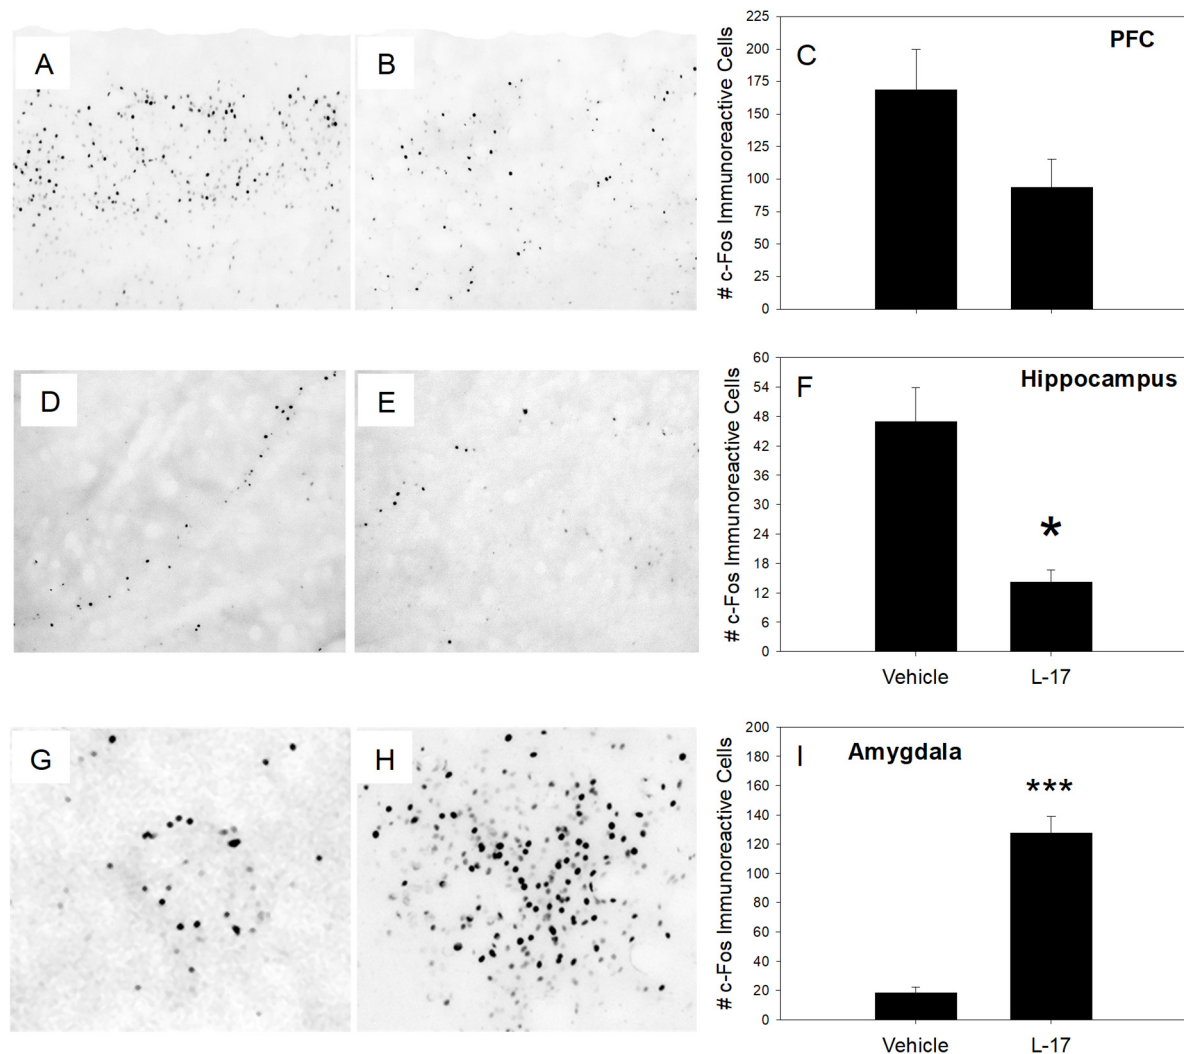 A
B
C
PFC
# c-Fos Immunoreactive Cells
225
200
175
150
125
100
75
50
25
0
D
E
F
Hippocampus
# c-Fos Immunoreactive Cells
60
54
48
42
36
30
24
18
12
6
0
*
Vehicle
L-17
G
H
I
Amygdala
# c-Fos Immunoreactive Cells
200
180
160
140
120
100
80
60
40
20
0
***
Vehicle
L-17